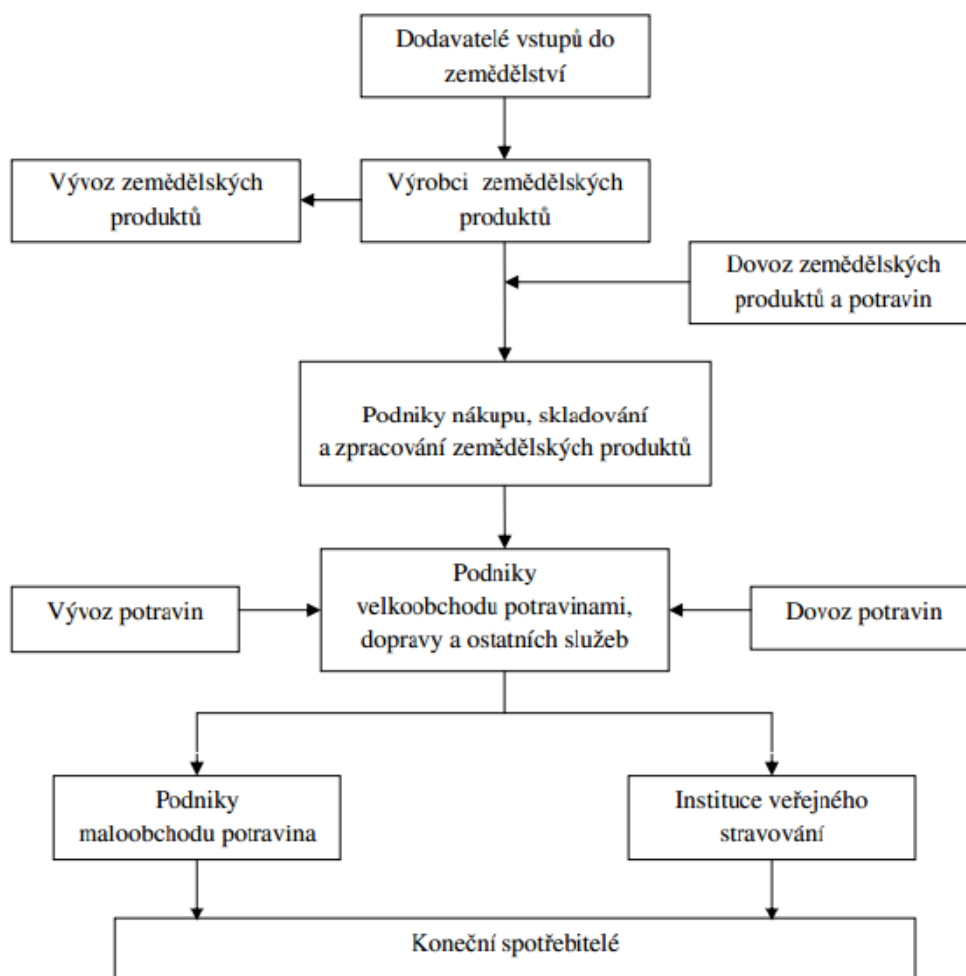 Dodavatelé vstupů do
zemědělství
Vývoz zemědělských
produktů
Výrobci zemědělských
produktů
Dovoz zemědělských
produktů a potravin
Podniky nákupu, skladování
a zpracování zemědělských produktů
Vývoz potravin
Podniky
velkoobchodu potravinami,
dopravy a ostatních služeb
Dovoz potravin
Podniky
maloobchodu potravina
Instituce veřejného
stravování
Koneční spotřebitelé